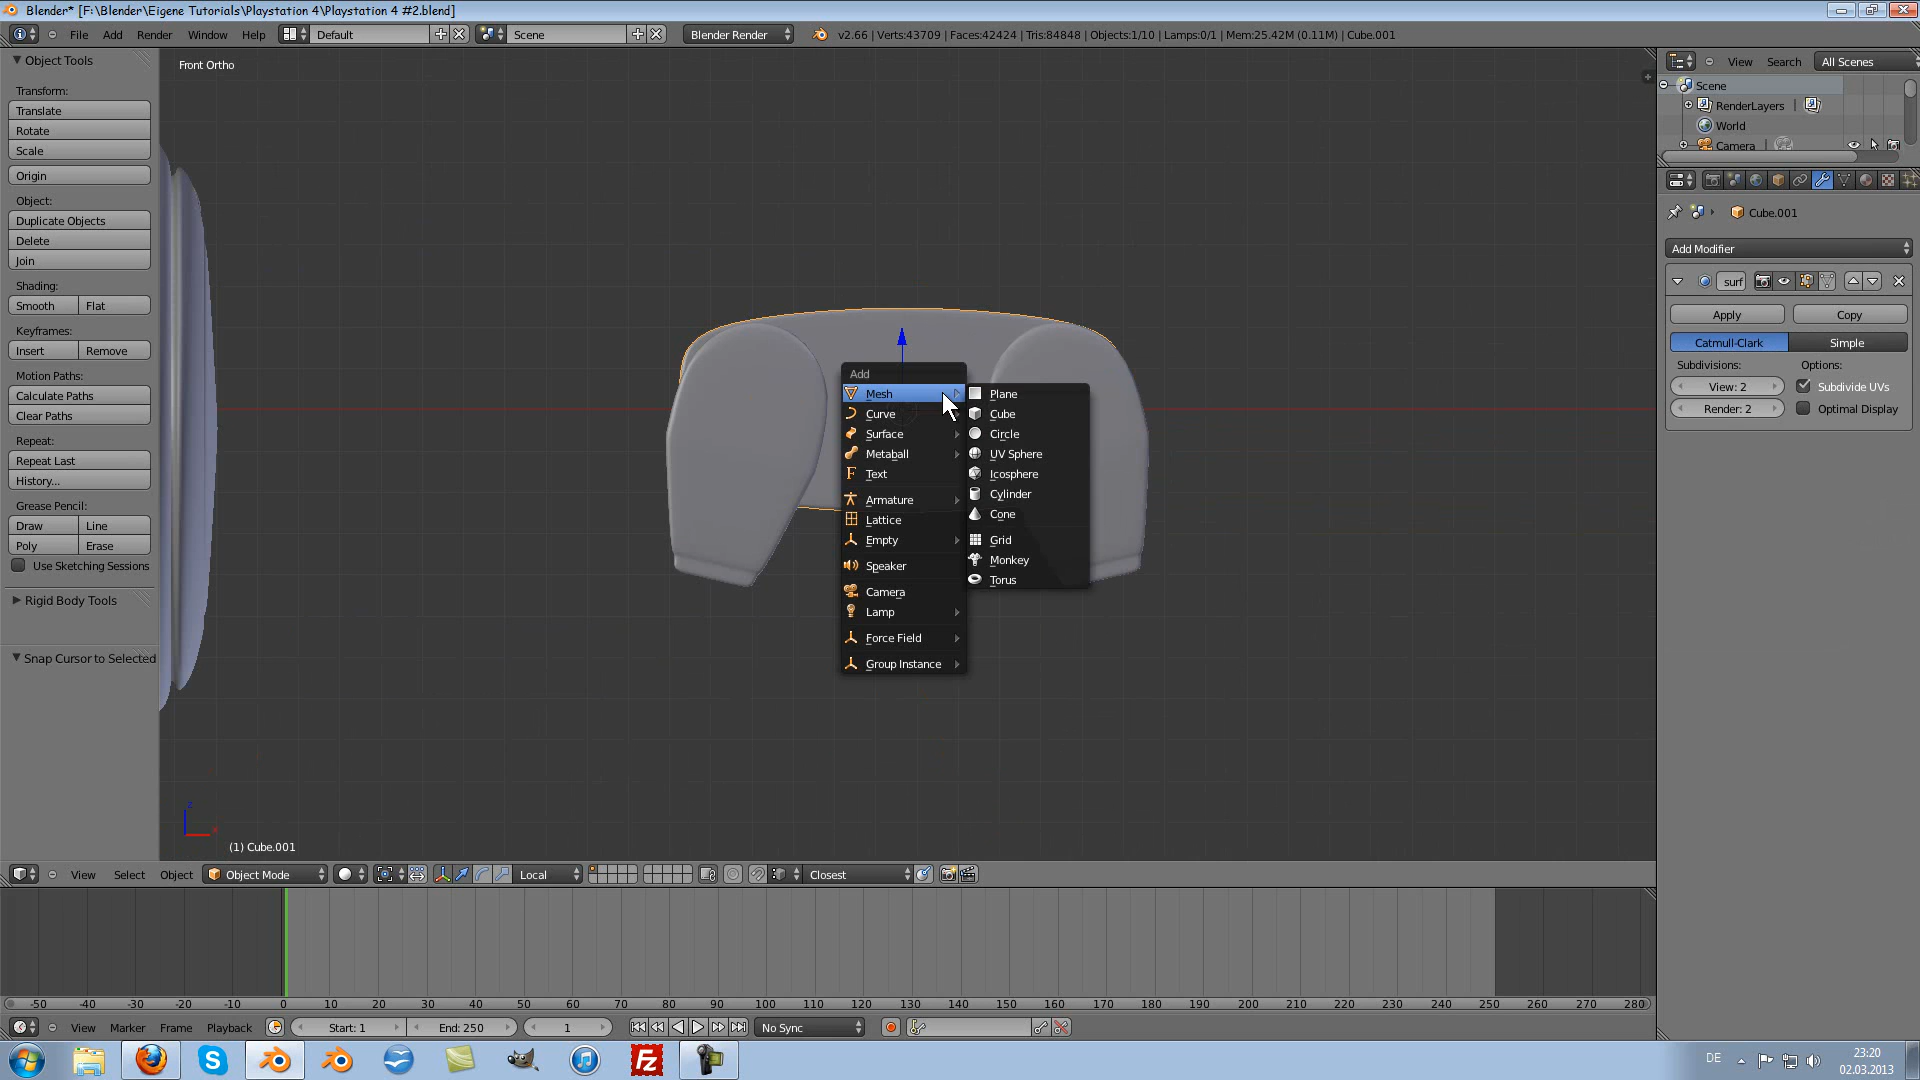 Blender* [F:\Blender\Eigene Tutorials\Playstation 4\Playstation 4 #2.blend]
File Add Render Window Help Default Scene Blender Render v2.66 | Verts:43709 | Faces:42424 | Tris:84848 | Objects:1/10 | Lamps:0/1 | Mem:25.42M (0.11M) | Cube.001
Object Tools
Transform:
Translate
Rotate
Scale
Origin
Object:
Duplicate Objects
Delete
Join
Shading:
Smooth Flat
Keyframes:
Insert Remove
Motion Paths:
Calculate Paths
Clear Paths
Repeat:
Repeat Last
History...
Grease Pencil:
Draw Line
Poly Erase
Use Sketching Sessions
Rigid Body Tools
Snap Cursor to Selected
Front Ortho
Add
Mesh
Curve
Surface
Metaball
Text
Armature
Lattice
Empty
Speaker
Camera
Lamp
Force Field
Group Instance
Plane
Cube
Circle
UV Sphere
Icosphere
Cylinder
Cone
Grid
Monkey
Torus
z
x
(1) Cube.001
View Search All Scenes
Scene
RenderLayers |
World
Camera |
Cube.001
Add Modifier
surf
Apply Copy
Catmull-Clark Simple
Subdivisions: Options:
View: 2 Subdivide UVs
Render: 2 Optimal Display
View Select Object Object Mode Local Closest
-50 -40 -30 -20 -10 0 10 20 30 40 50 60 70 80 90 100 110 120 130 140 150 160 170 180 190 200 210 220 230 240 250 260 270 280
View Marker Frame Playback Start: 1 End: 250 1 No Sync
DE 23:20
02.03.2013